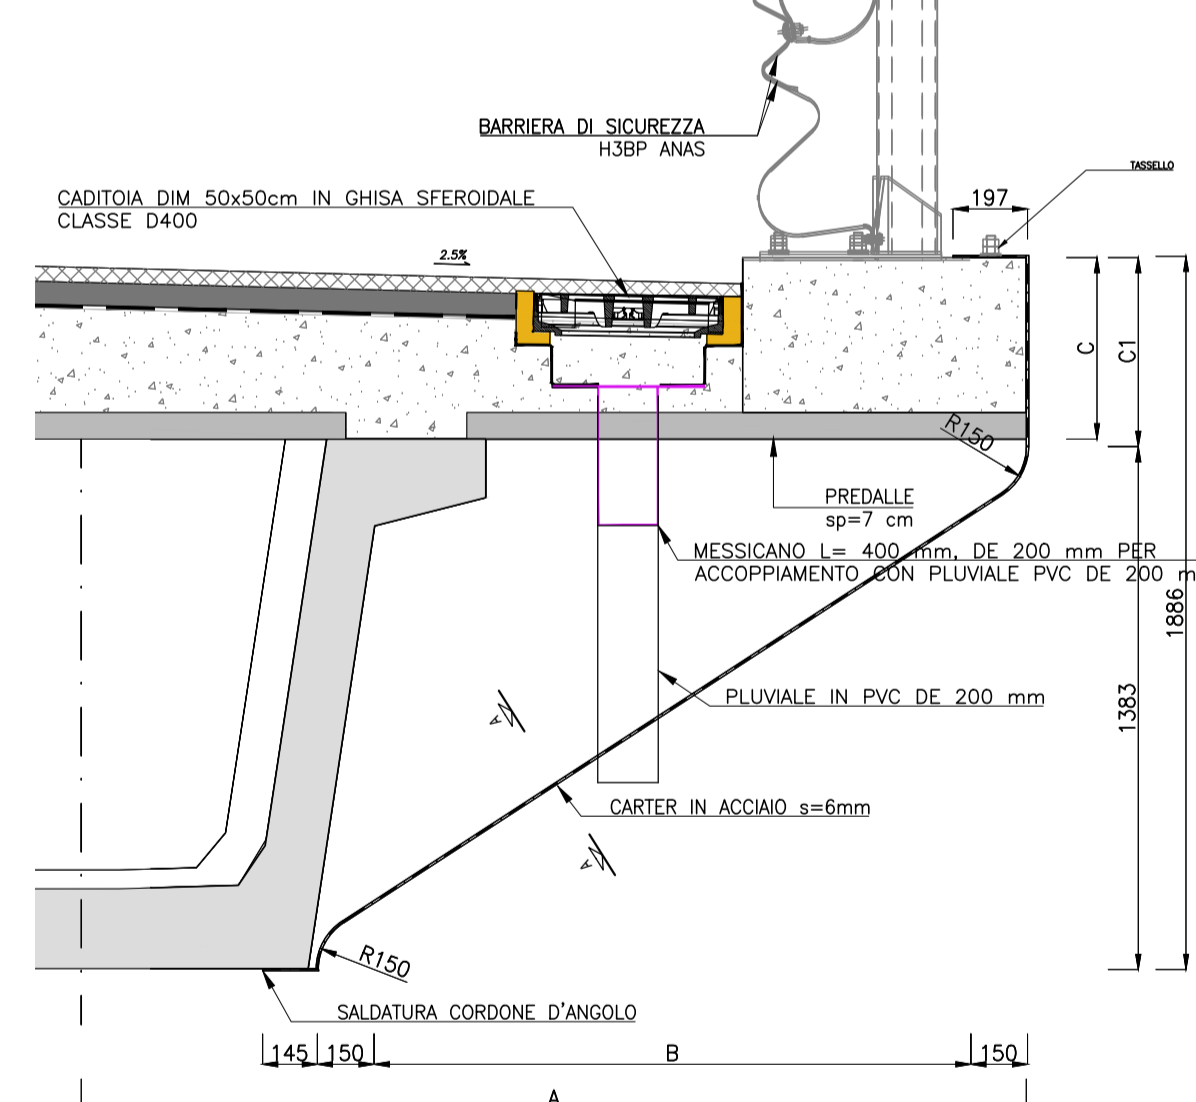 BARRIERA DI SICUREZZA
H3BP ANAS
TASSELLO
CADITOIA DIM 50x50cm IN GHISA SFEROIDALE
CLASSE D400
197
2.5%
C
C1
R150
PREDALLE
sp=7 cm
MESSICANO L= 400 mm, DE 200 mm PER
ACCOPPIAMENTO CON PLUVIALE PVC DE 200 m
1886
1383
PLUVIALE IN PVC DE 200 mm
A
CARTER IN ACCIAIO s=6mm
A
R150
SALDATURA CORDONE D'ANGOLO
145
150
B
150
A